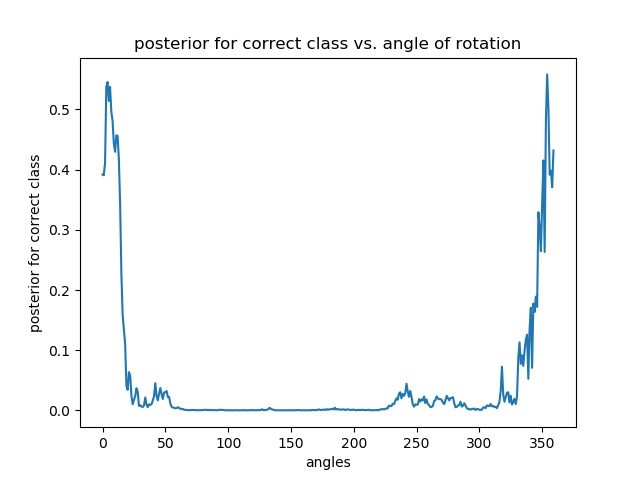 posterior for correct class vs. angle of rotation
posterior for correct class
0.5
0.4
0.3
0.2
0.1
0.0
0 50 100 150 200 250 300 350
angles